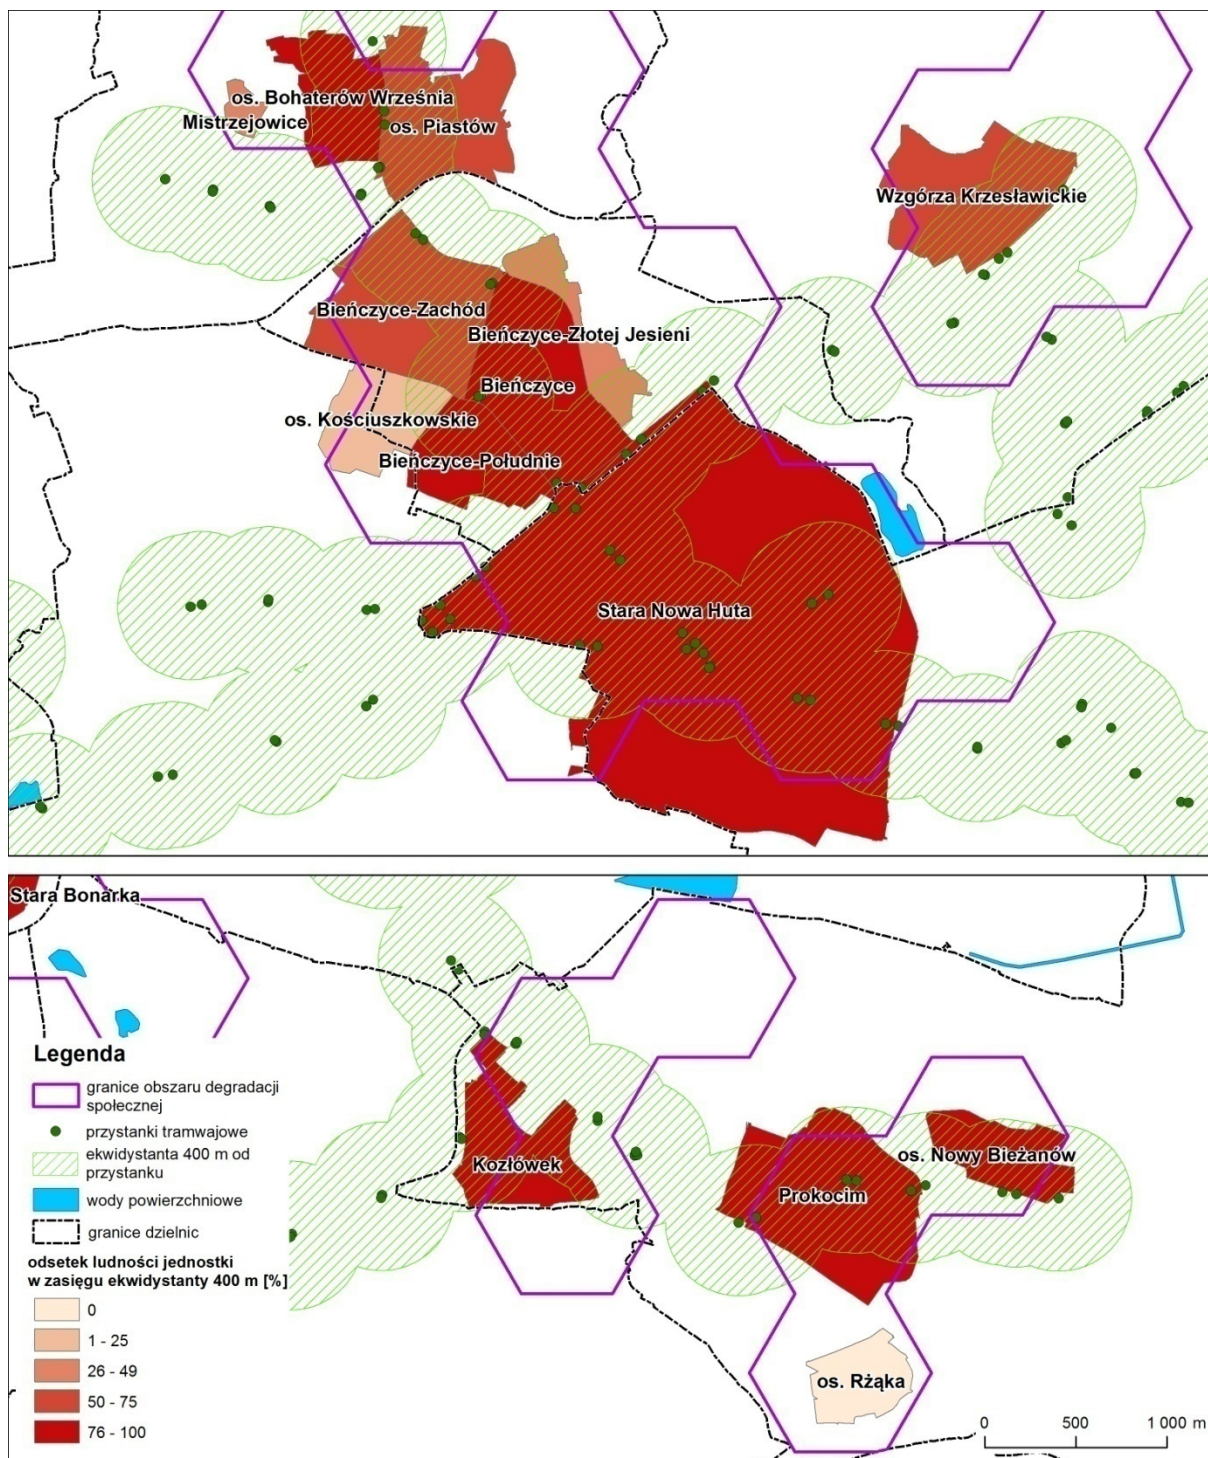 os. Bohaterów Września
Mistrzejowice
os. Piastów
Wzgórza Krzesławickie
Bieńczyce-Zachód
Bieńczyce-Złotej Jesieni
Bieńczyce
os. Kościuszkowskie
Bieńczyce-Południe
Stara Nowa Huta
Stara Bonarka
Legenda
granice obszaru degradacji
społecznej
przystanki tramwajowe
ekwidystanta 400 m od
przystanku
wody powierzchniowe
granice dzielnic
odsetek ludności jednostki
w zasięgu ekwidystanty 400 m [%]
0
1 - 25
26 - 49
50 - 75
76 - 100
Kozłówek
os. Nowy Bieżanów
Prokocim
os. Rżąka
0 500 1 000 m